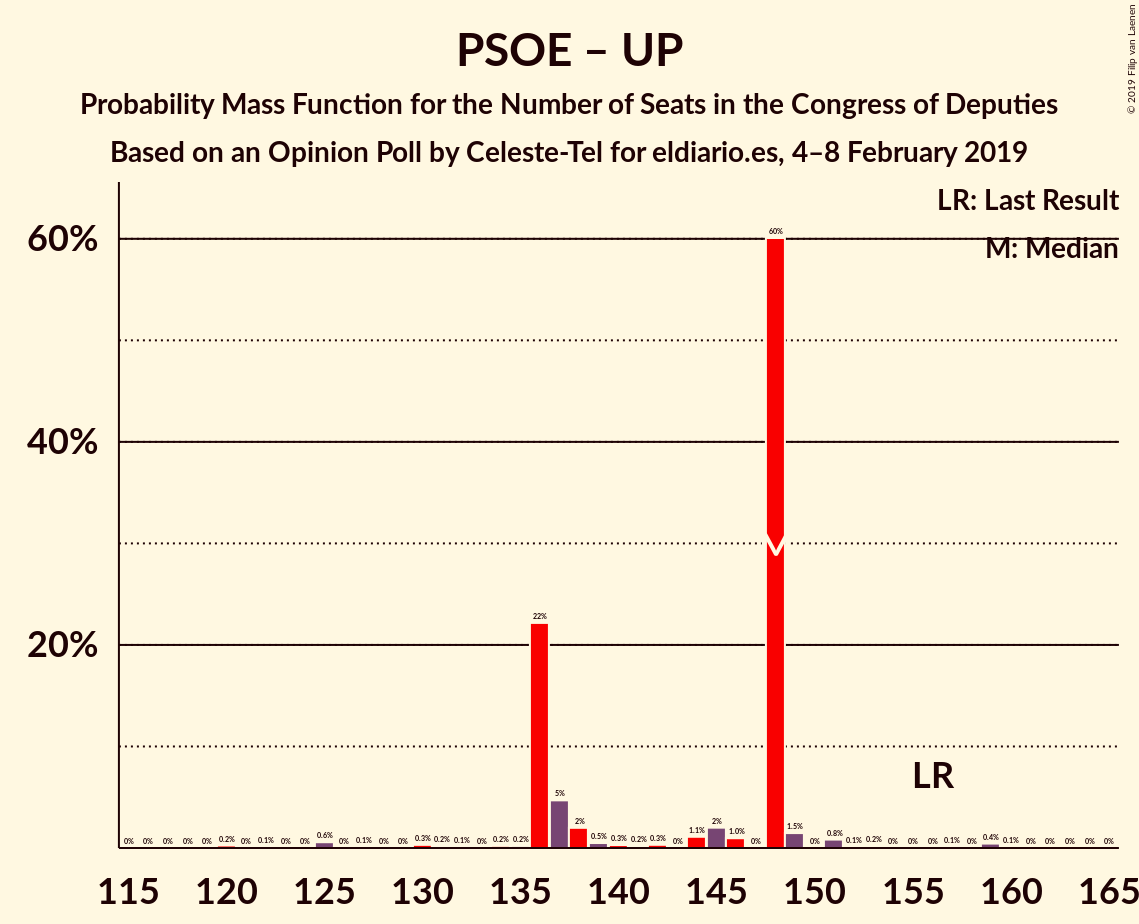 PSOE – UP
Probability Mass Function for the Number of Seats in the Congress of Deputies
Based on an Opinion Poll by Celeste-Tel for eldiario.es, 4–8 February 2019
© 2019 Filip van Laenen
LR: Last Result
M: Median
60%
40%
20%
LR
0% 0% 0% 0% 0% 0.2% 0% 0.1% 0% 0% 0.6% 0% 0.1% 0% 0% 0.3% 0.2% 0.1% 0% 0.2% 0.2% 22% 5% 2% 0.5% 0.3% 0.2% 0.3% 0% 1.1% 2% 1.0% 0% 60% 1.5% 0% 0.8% 0.1% 0.2% 0% 0% 0% 0.1% 0% 0.4% 0.1% 0% 0% 0% 0% 0%
115 120 125 130 135 140 145 150 155 160 165